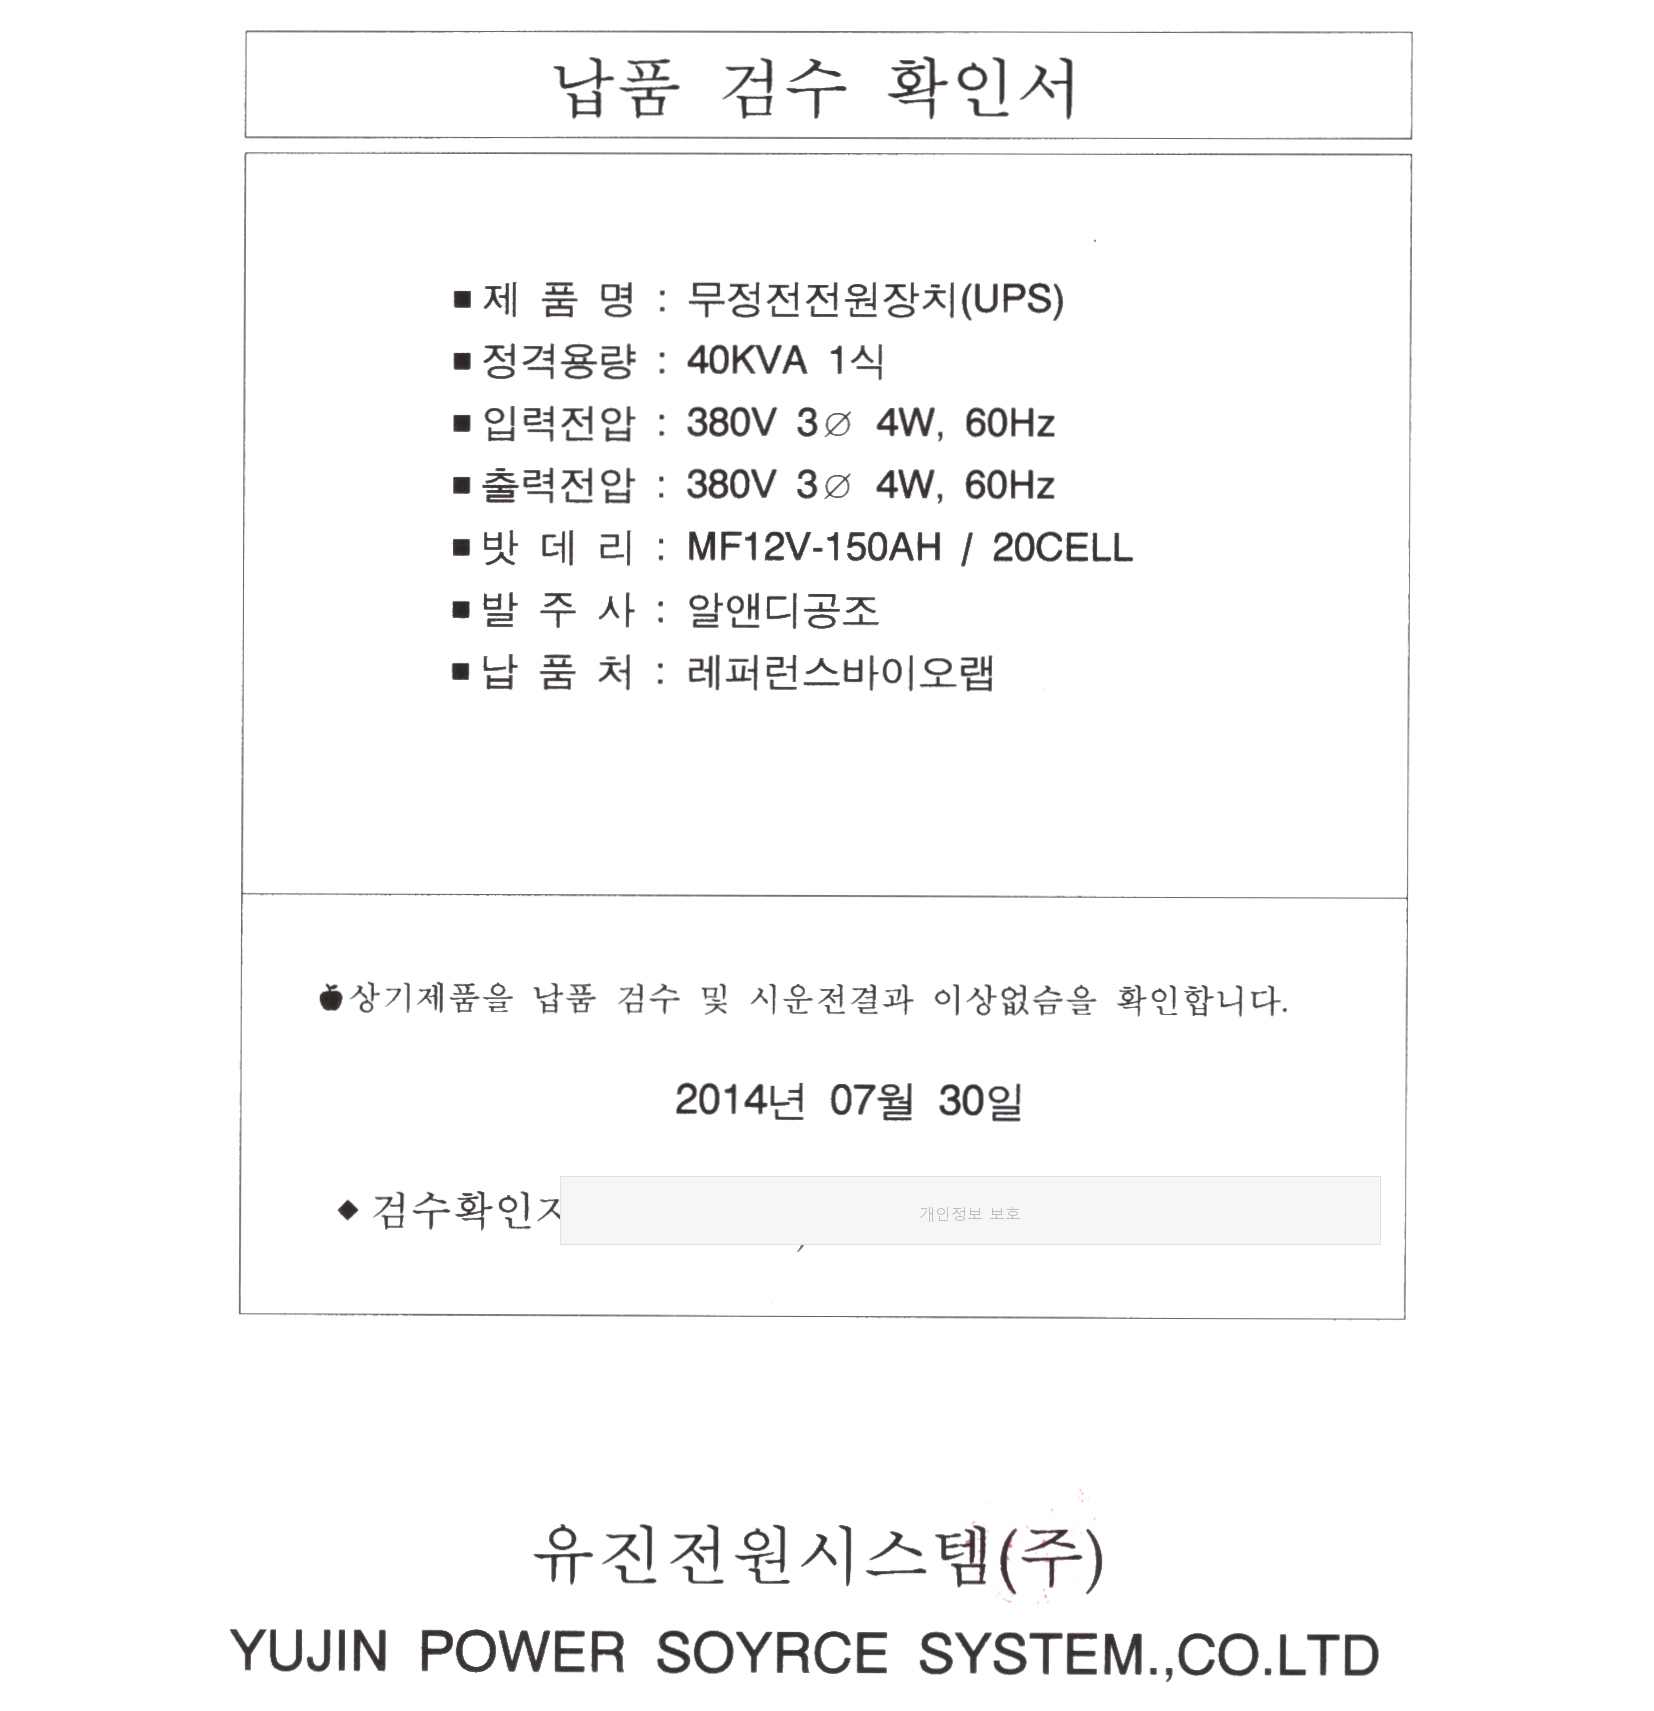 납품 검수 확인서
■ 제 품 명 : 무정전전원장치(UPS)
■ 정격용량 : 40KVA 1식
■ 입력전압 : 380V 3∅ 4W, 60Hz
■ 출력전압 : 380V 3∅ 4W, 60Hz
■ 밧 데 리 : MF12V-150AH / 20CELL
■ 발 주 사 : 알앤디공조
■ 납 품 처 : 레퍼런스바이오랩
상기제품을 납품 검수 및 시운전결과 이상없슴을 확인합니다.
2014년 07월 30일
◆ 검수확인자 개인정보 보호
유진전원시스템(주)
YUJIN POWER SOYRCE SYSTEM.,CO.LTD